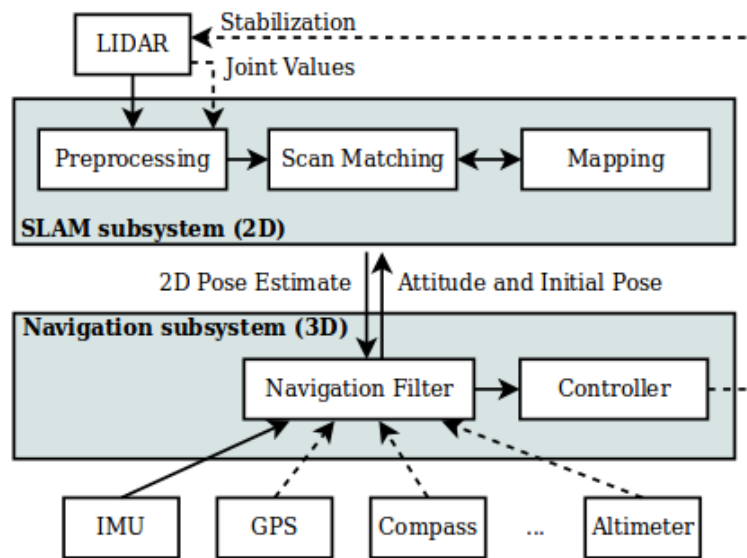 Stabilization
LIDAR
Joint Values
Preprocessing
Scan Matching
Mapping
SLAM subsystem (2D)
2D Pose Estimate
Attitude and Initial Pose
Navigation subsystem (3D)
Navigation Filter
Controller
IMU
GPS
Compass
...
Altimeter